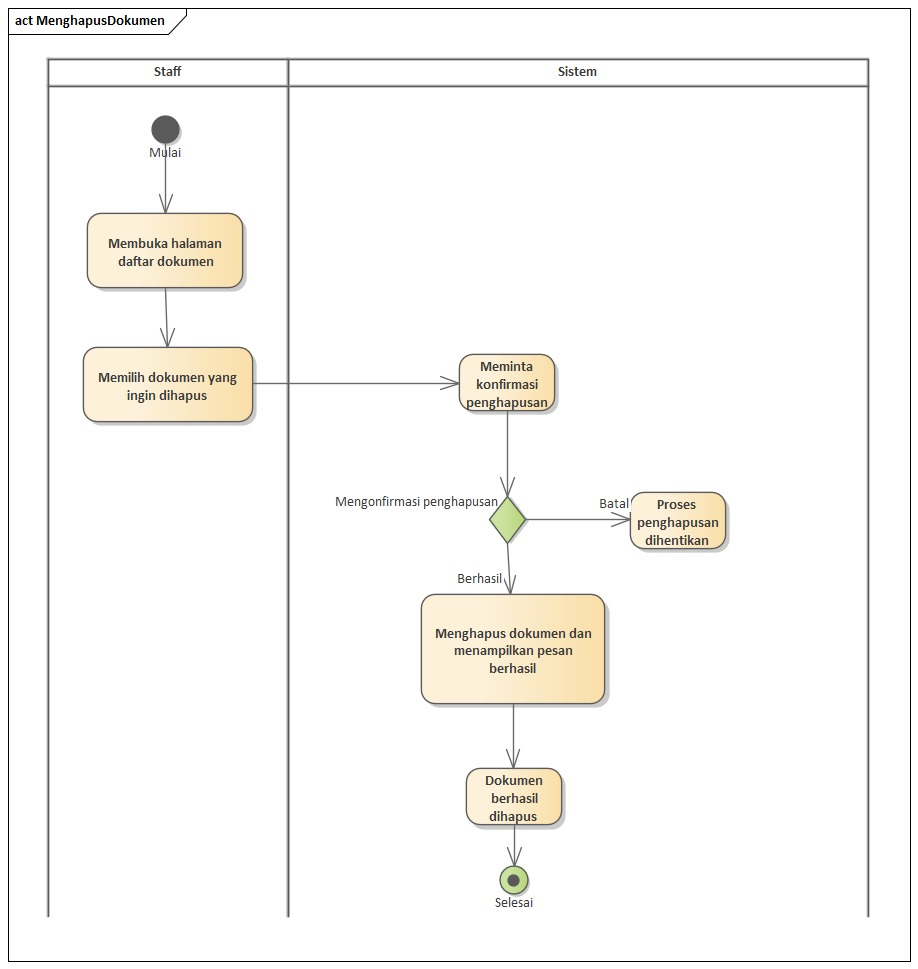 act MenghapusDokumen
Staff
Sistem
Mulai
Membuka halaman
daftar dokumen
Memilih dokumen yang
ingin dihapus
Meminta
konfirmasi
penghapusan
Mengonfirmasi penghapusan
Batal
Proses
penghapusan
dihentikan
Berhasil
Menghapus dokumen dan
menampilkan pesan
berhasil
Dokumen
berhasil
dihapus
Selesai